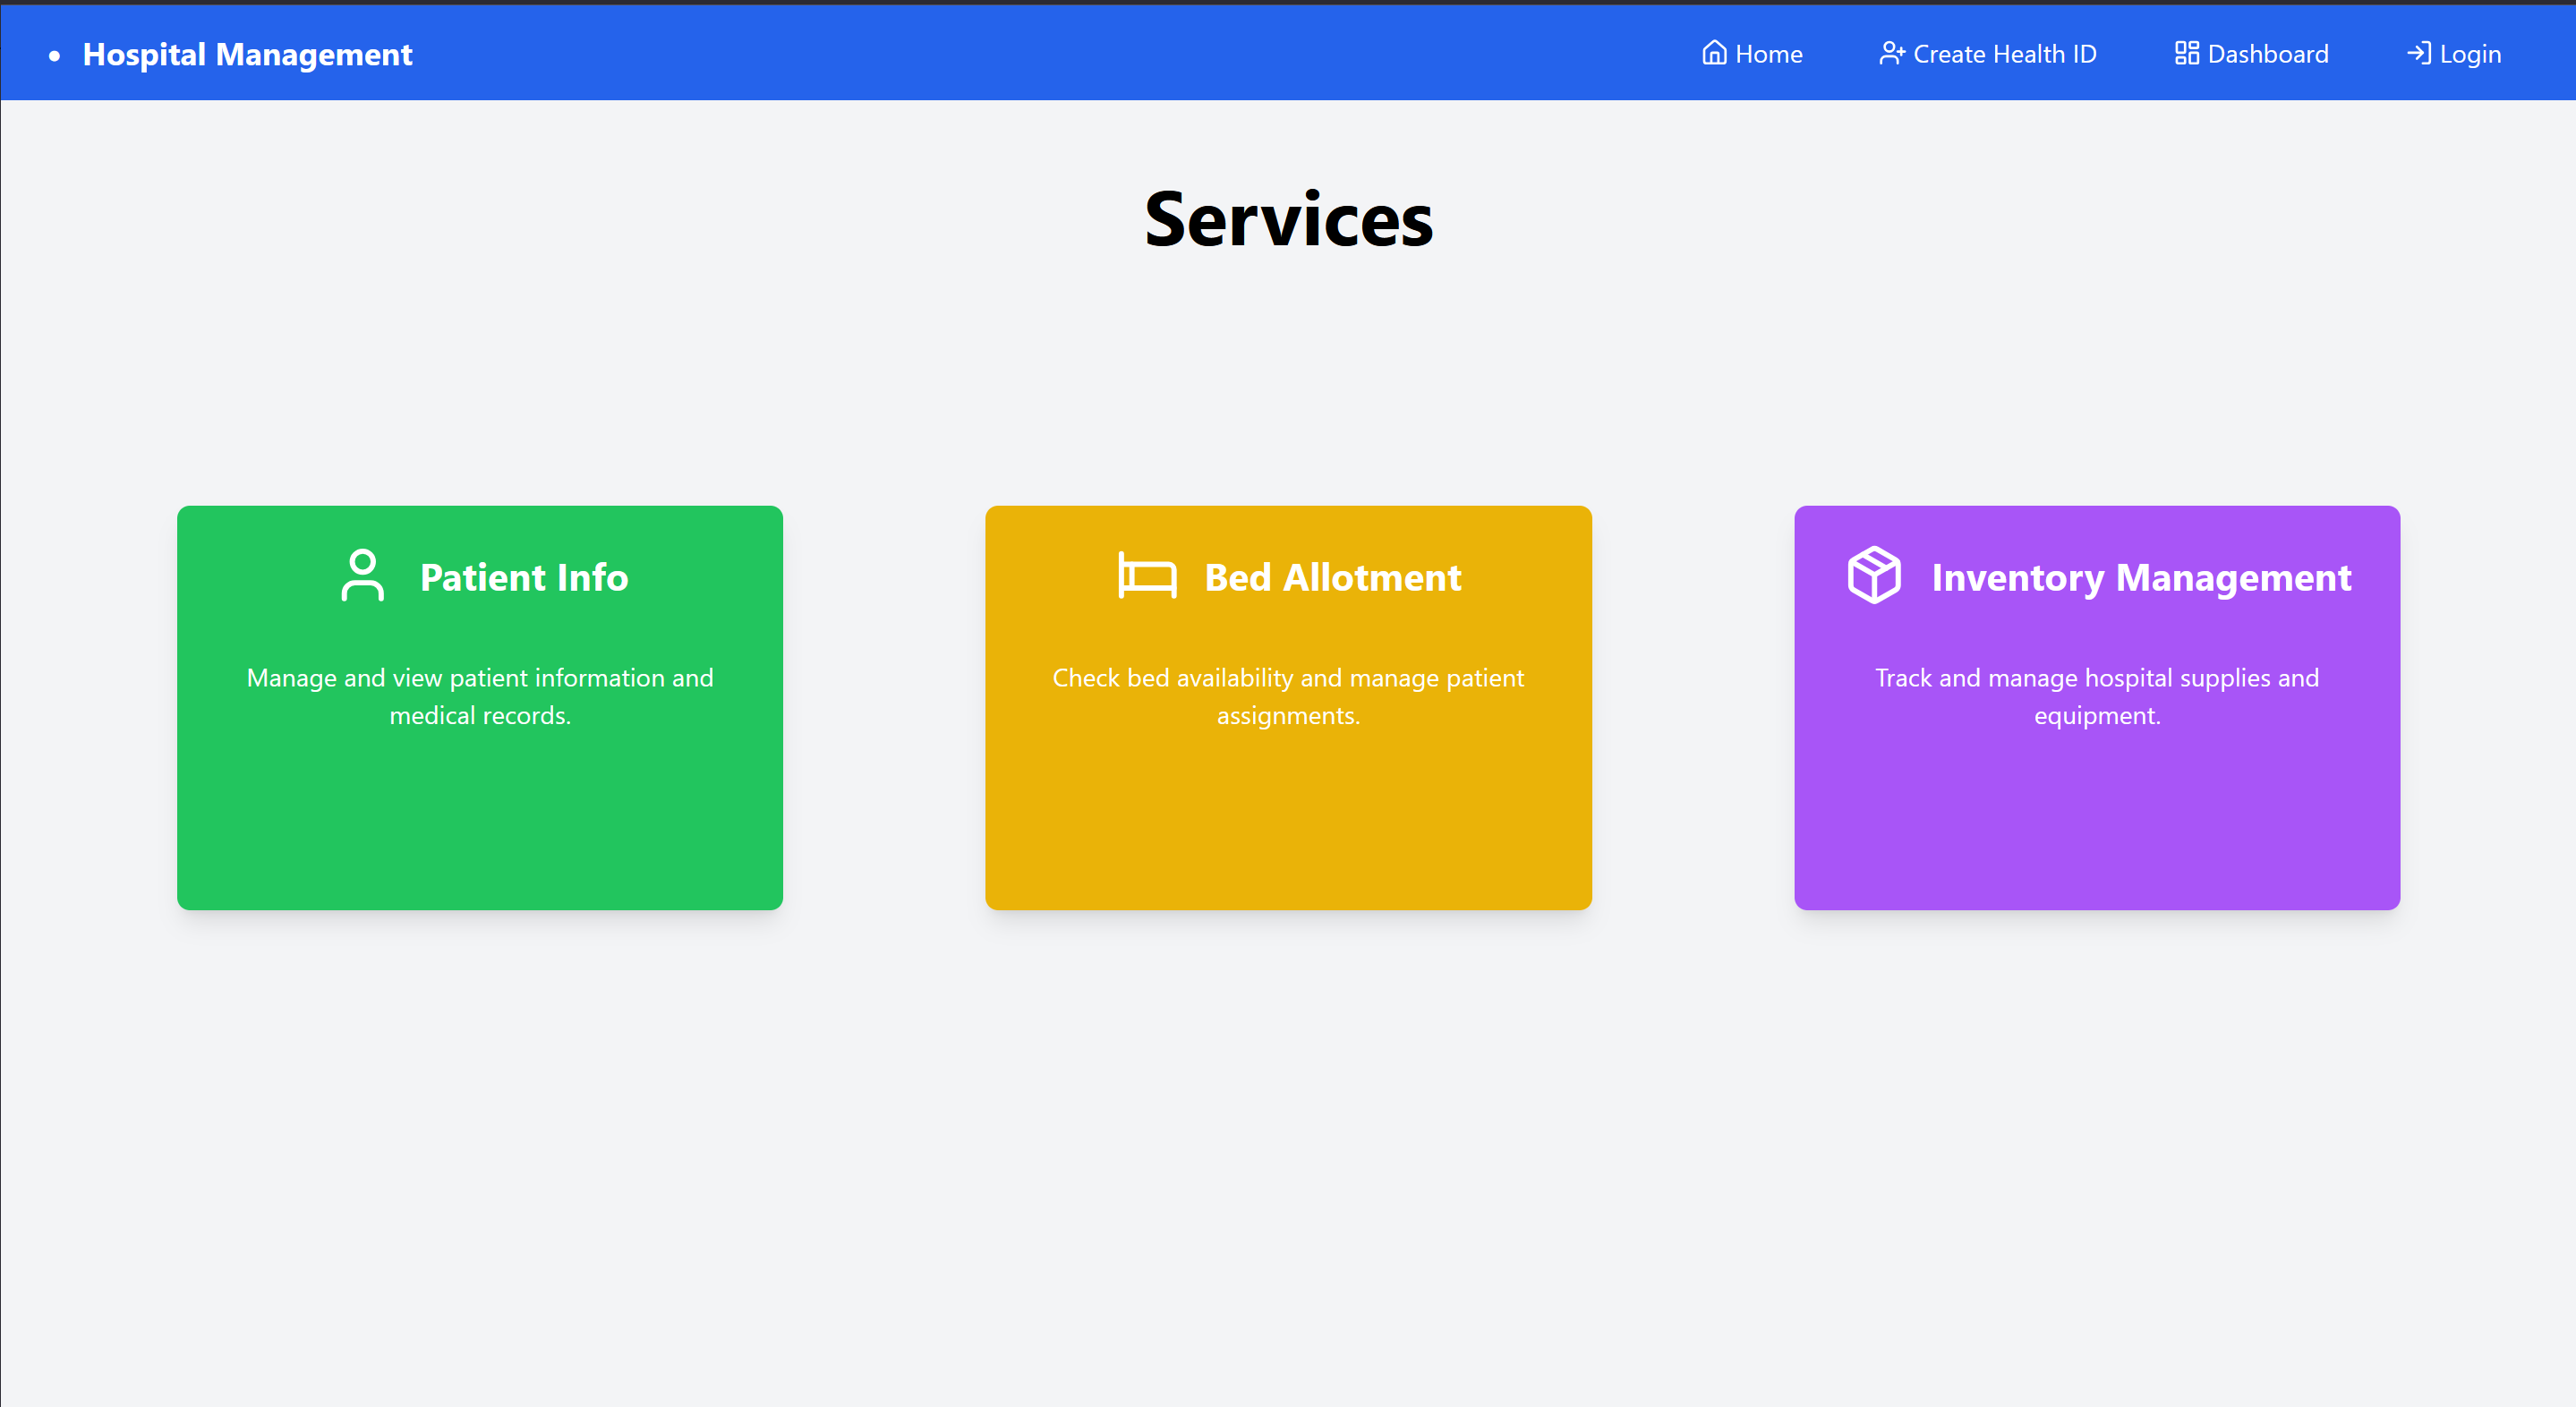 • Hospital Management
Home
Create Health ID
Dashboard
Login
Services
Patient Info
Manage and view patient information and
medical records.
Bed Allotment
Check bed availability and manage patient
assignments.
Inventory Management
Track and manage hospital supplies and
equipment.